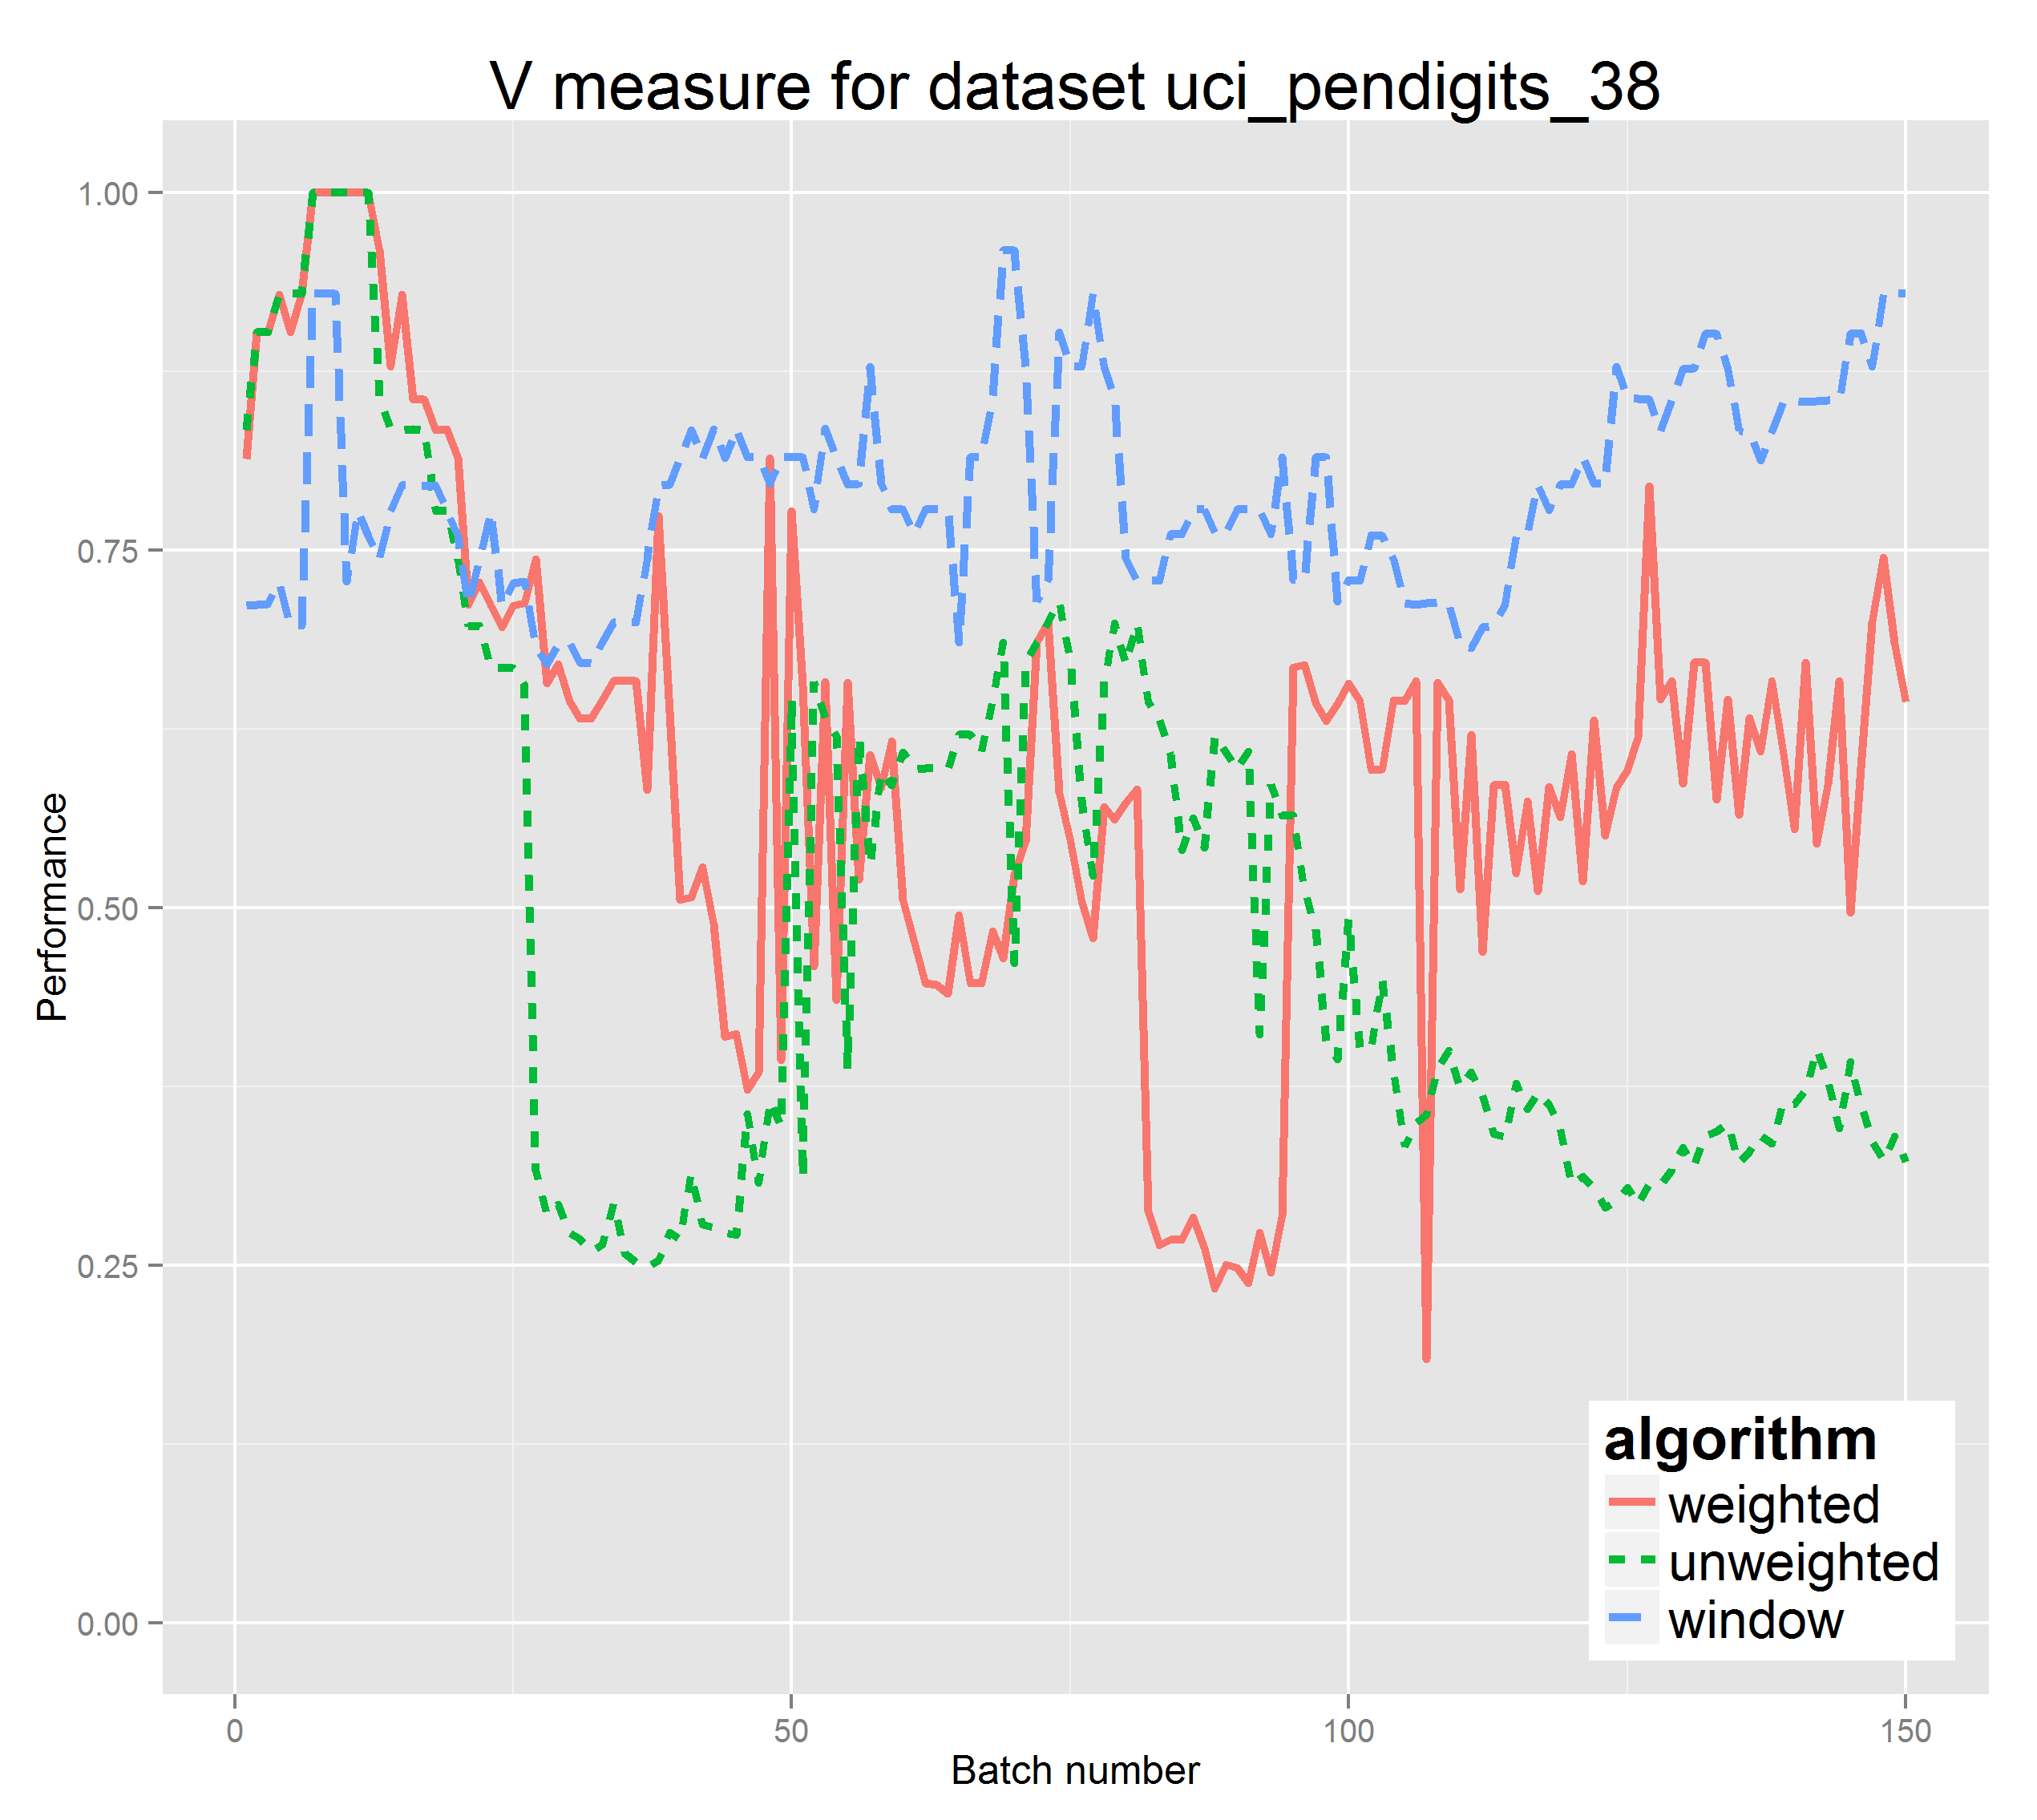 V measure for dataset uci_pendigits_38
1.00
0.75
0.50
0.25
0.00
Performance
0
50
100
150
Batch number
algorithm
weighted
unweighted
window